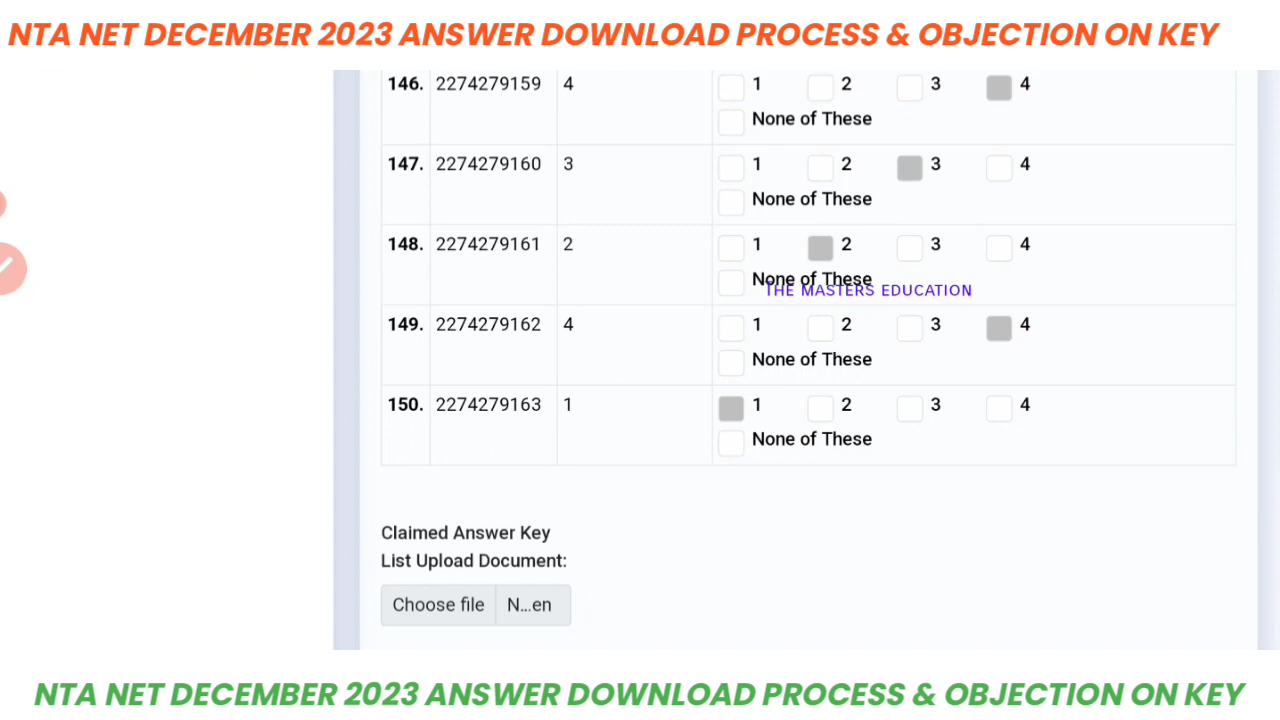 NTA NET DECEMBER 2023 ANSWER DOWNLOAD PROCESS & OBJECTION ON KEY
146. 2274279159 4 1 2 3 4
None of These
147. 2274279160 3 1 2 3 4
None of These
148. 2274279161 2 1 2 3 4
None of These
THE MASTERS EDUCATION
149. 2274279162 4 1 2 3 4
None of These
150. 2274279163 1 1 2 3 4
None of These
Claimed Answer Key
List Upload Document:
Choose file N...en
NTA NET DECEMBER 2023 ANSWER DOWNLOAD PROCESS & OBJECTION ON KEY